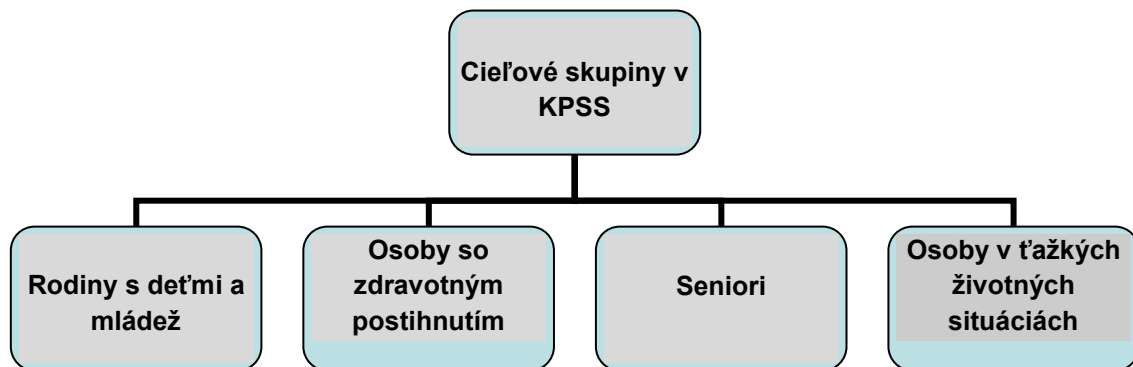 Cieľové skupiny v
KPSS
Rodiny s deťmi a
mládež
Osoby so
zdravotným
postihnutím
Seniori
Osoby v ťažkých
životných
situáciách